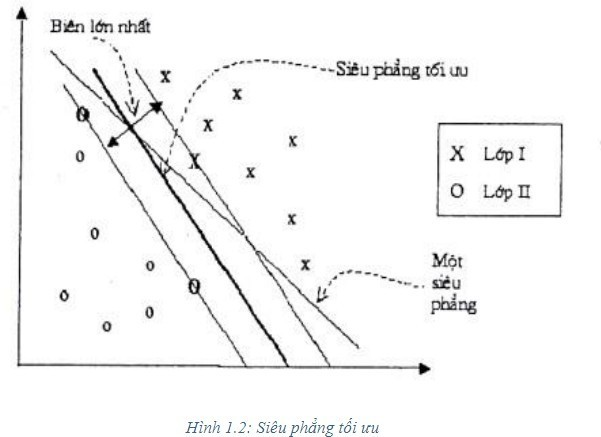 Biên lớn nhất
Siêu phẳng tối ưu
X Lớp I
O Lớp II
Một
siêu
phẳng
Hình 1.2: Siêu phẳng tối ưu